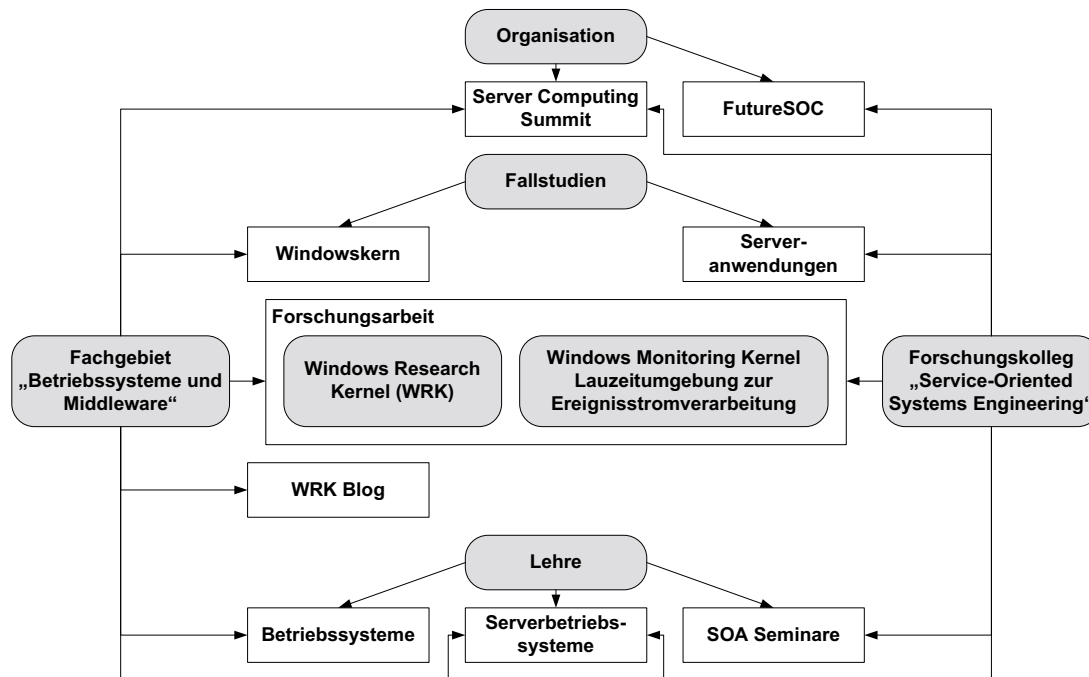 Organisation
Server Computing
Summit
FutureSOC
Fallstudien
Windowskern
Server-
anwendungen
Forschungsarbeit
Fachgebiet
„Betriebssysteme und
Middleware“
Windows Research
Kernel (WRK)
Windows Monitoring Kernel
Lauzeitumgebung zur
Ereignisstromverarbeitung
Forschungskolleg
„Service-Oriented
Systems Engineering“
WRK Blog
Lehre
Betriebssysteme
Serverbetriebs-
systeme
SOA Seminare